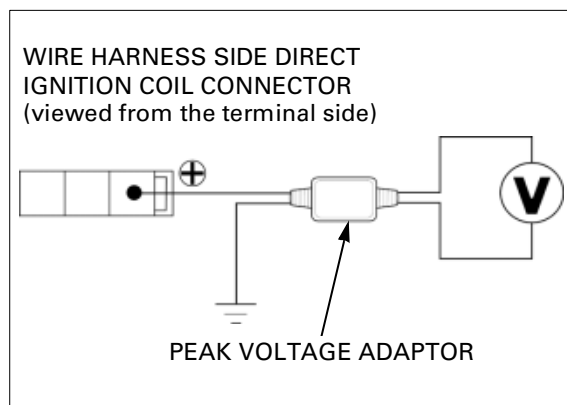 WIRE HARNESS SIDE DIRECT
IGNITION COIL CONNECTOR
(viewed from the terminal side)
+
V
PEAK VOLTAGE ADAPTOR